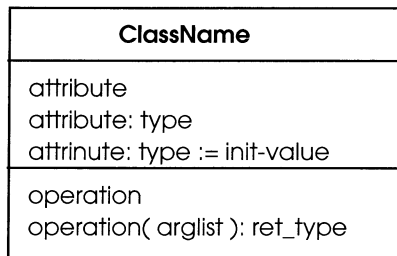 ClassName
attribute
attribute: type
attrinute: type := init-value
operation
operation( arglist ): ret_type